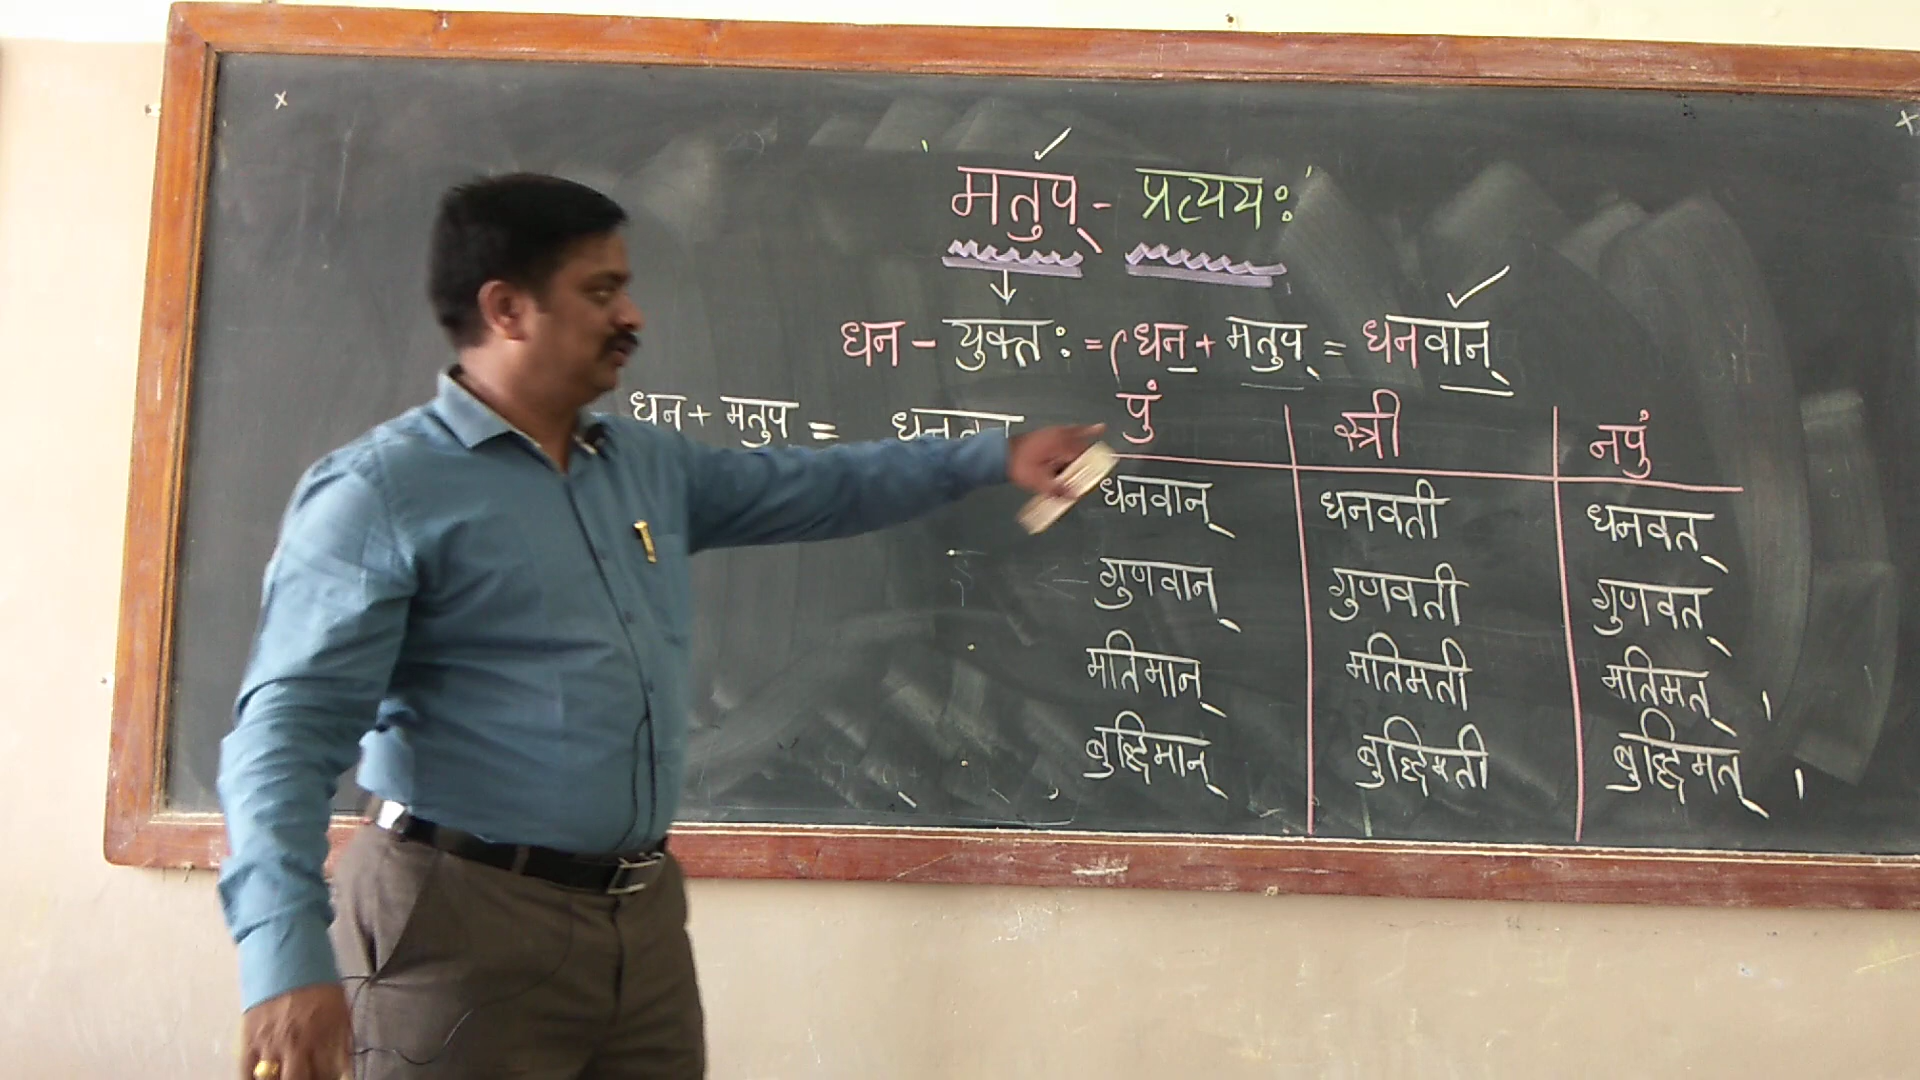 मतुप् - प्रत्ययः
धन - युक्तः = (धन + मतुप् = धनवान्
धन + मतुप = धनवत्
पुं स्त्री नपुं
धनवान् धनवती धनवत्
गुणवान् गुणवती गुणवत्
मतिमान् मतिमती मतिमत् ।
बुद्धिमान् बुद्धिमती बुद्धिमत् ।